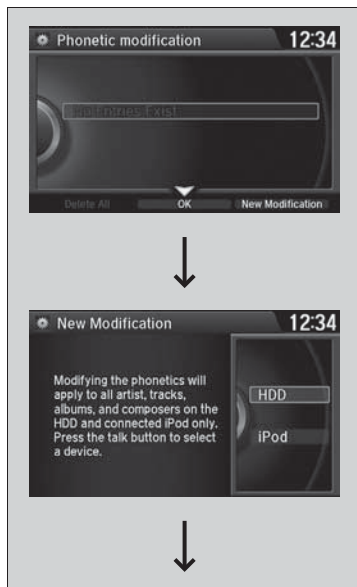 Phonetic modification 12:34
Entries Exist
Delete All OK New Modification
New Modification 12:34
Modifying the phonetics will
apply to all artist, tracks,
albums, and composers on the
HDD and connected iPod only.
Press the talk button to select
a device.
HDD
iPod